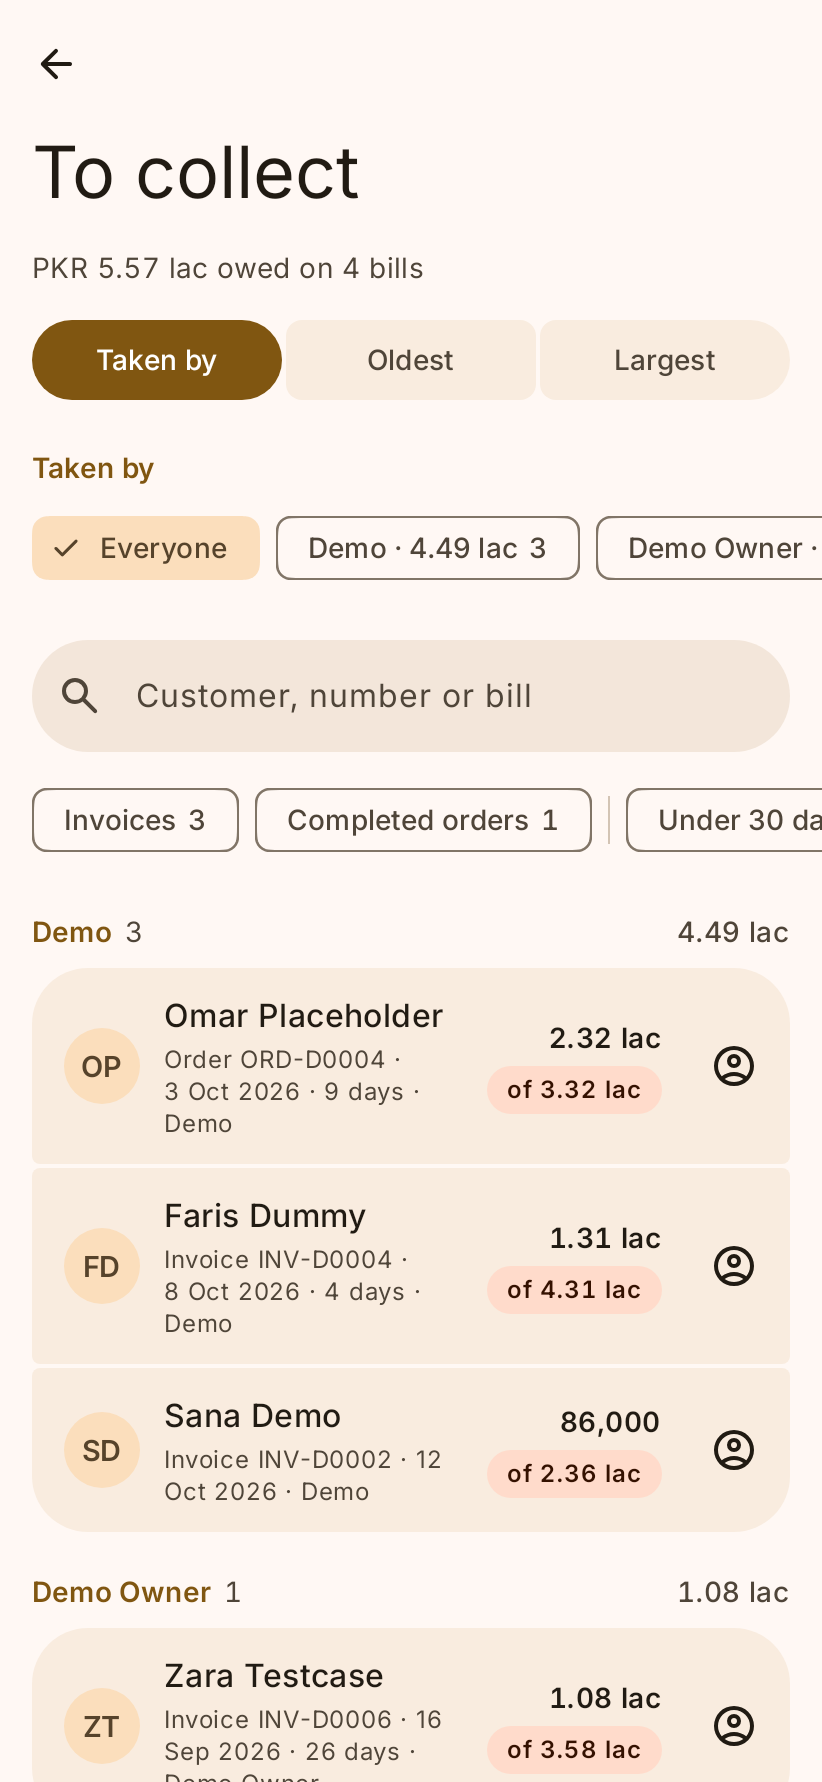 To collect
PKR 5.57 lac owed on 4 bills
Taken by
Oldest
Largest
Taken by
Everyone
Demo · 4.49 lac 3
Demo Owner ·
Customer, number or bill
Invoices 3
Completed orders 1
Under 30 da
Demo 3
4.49 lac
OP
Omar Placeholder
Order ORD-D0004 ·
3 Oct 2026 · 9 days ·
Demo
2.32 lac
of 3.32 lac
FD
Faris Dummy
Invoice INV-D0004 ·
8 Oct 2026 · 4 days ·
Demo
1.31 lac
of 4.31 lac
SD
Sana Demo
Invoice INV-D0002 · 12
Oct 2026 · Demo
86,000
of 2.36 lac
Demo Owner 1
1.08 lac
ZT
Zara Testcase
Invoice INV-D0006 · 16
Sep 2026 · 26 days ·
Demo Owner
1.08 lac
of 3.58 lac